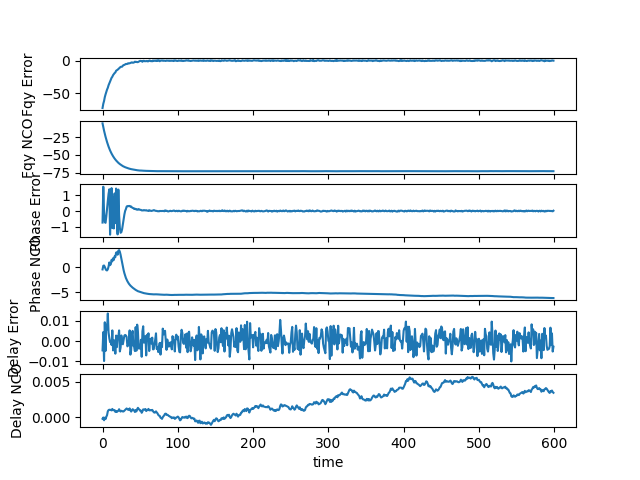 Fqy Error
0
−50
Fqy NCO
−25
−50
−75
Phase Error
1
0
−1
Phase NCO
0
−5
Delay Error
0.01
0.00
−0.01
Delay NCO
0.005
0.000
0 100 200 300 400 500 600
time